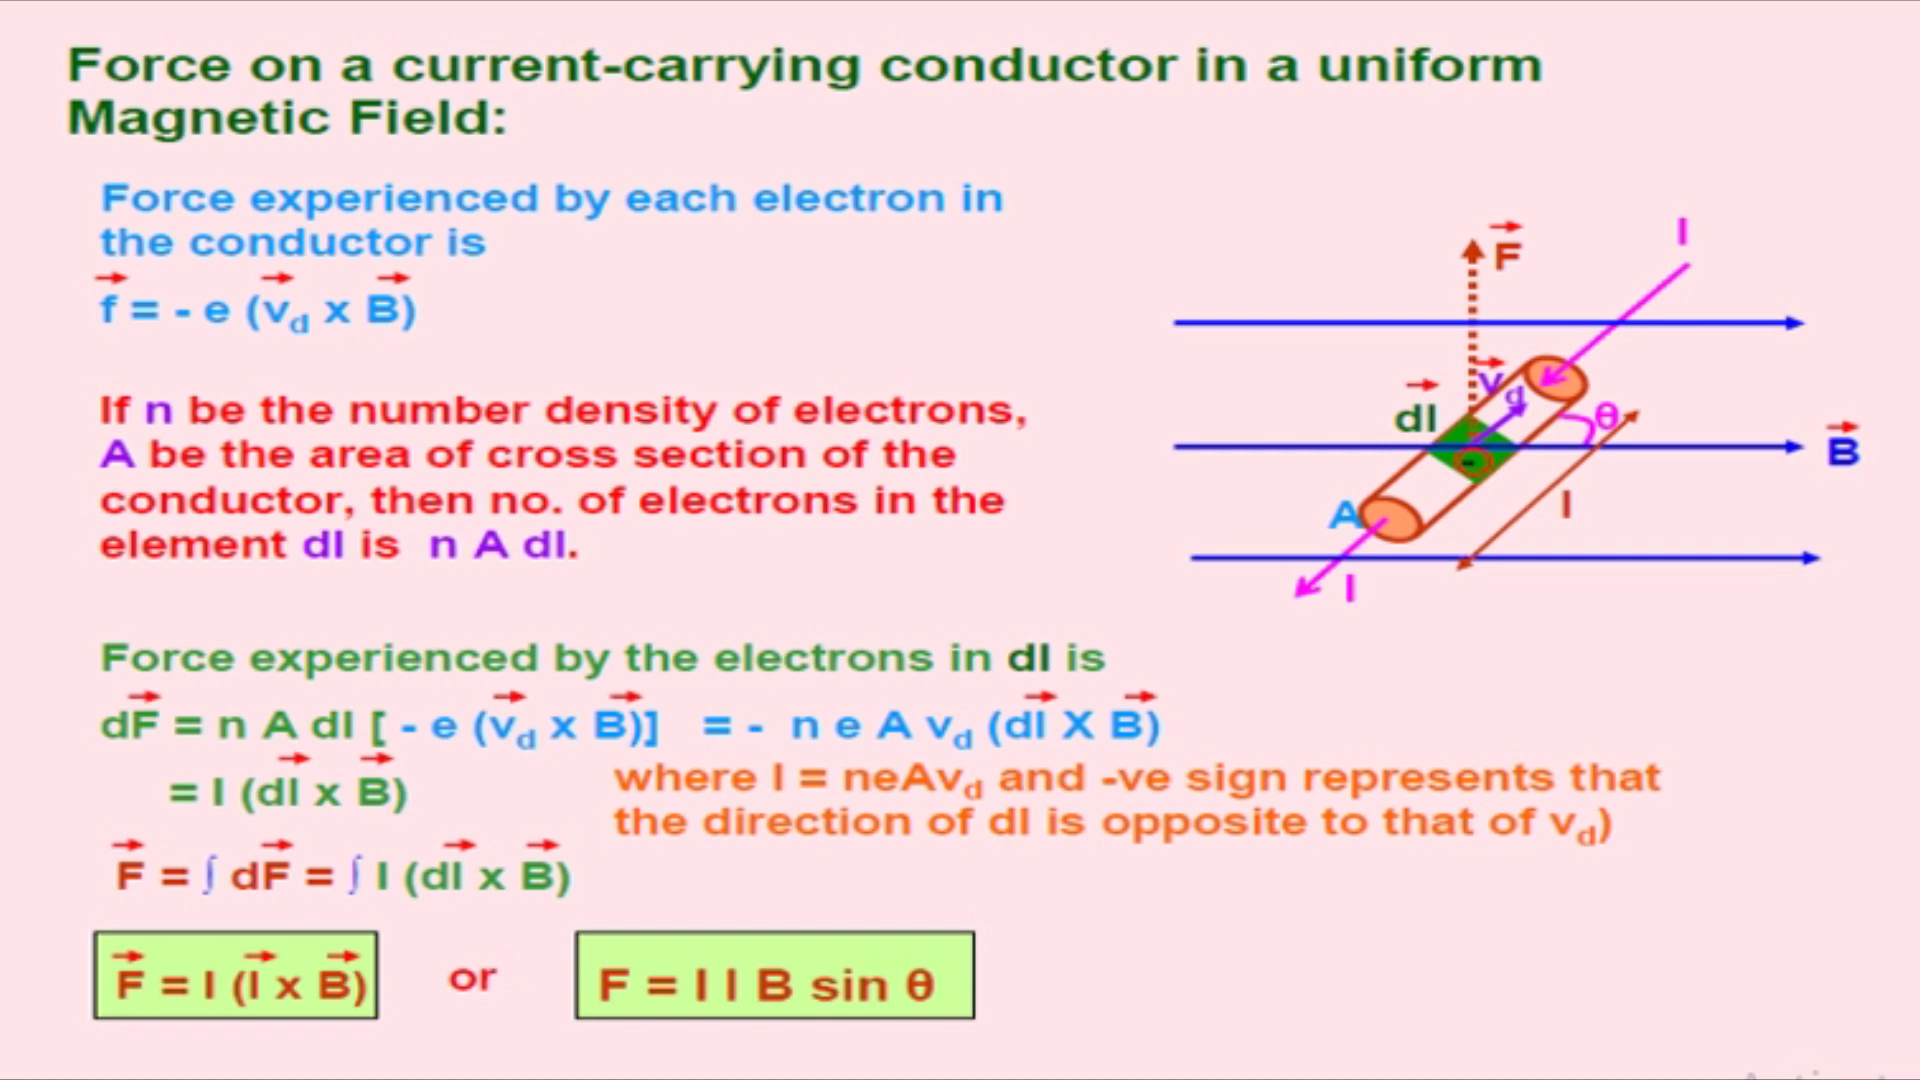 Force on a current-carrying conductor in a uniform
Magnetic Field:
Force experienced by each electron in
the conductor is
f⃗ = - e (v⃗d x B⃗)
If n be the number density of electrons,
A be the area of cross section of the
conductor, then no. of electrons in the
element dl is n A dl.
F⃗
I
v⃗d
dl⃗
θ
B⃗
-
A
l
I
Force experienced by the electrons in dl is
dF⃗ = n A dl [ - e (v⃗d x B⃗)] = - n e A vd (dl⃗ X B⃗)
= I (dl⃗ x B⃗)
where I = neAvd and -ve sign represents that
the direction of dl is opposite to that of vd)
F⃗ = ∫ dF⃗ = ∫ I (dl⃗ x B⃗)
F⃗ = I (l⃗ x B⃗) or F = I l B sin θ